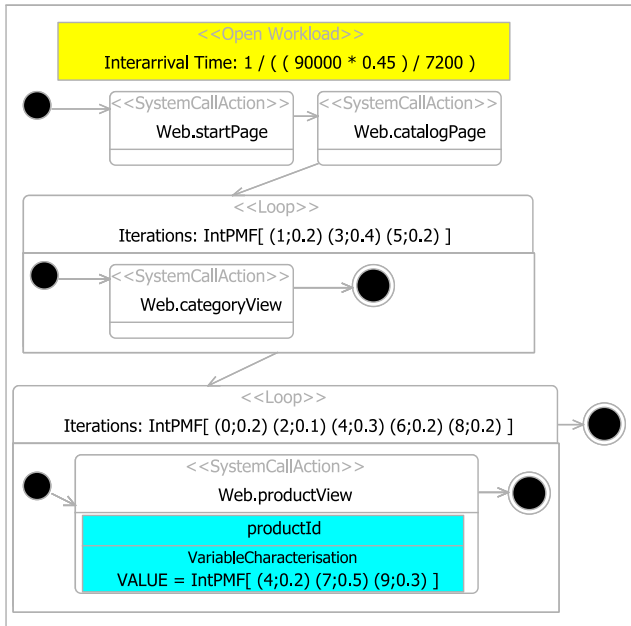 <<Open Workload>>
Interarrival Time: 1 / ( ( 90000 * 0.45 ) / 7200 )
<<SystemCallAction>>
Web.startPage
<<SystemCallAction>>
Web.catalogPage
<<Loop>>
Iterations: IntPMF[ (1;0.2) (3;0.4) (5;0.2) ]
<<SystemCallAction>>
Web.categoryView
<<Loop>>
Iterations: IntPMF[ (0;0.2) (2;0.1) (4;0.3) (6;0.2) (8;0.2) ]
<<SystemCallAction>>
Web.productView
productId
VariableCharacterisation
VALUE = IntPMF[ (4;0.2) (7;0.5) (9;0.3) ]